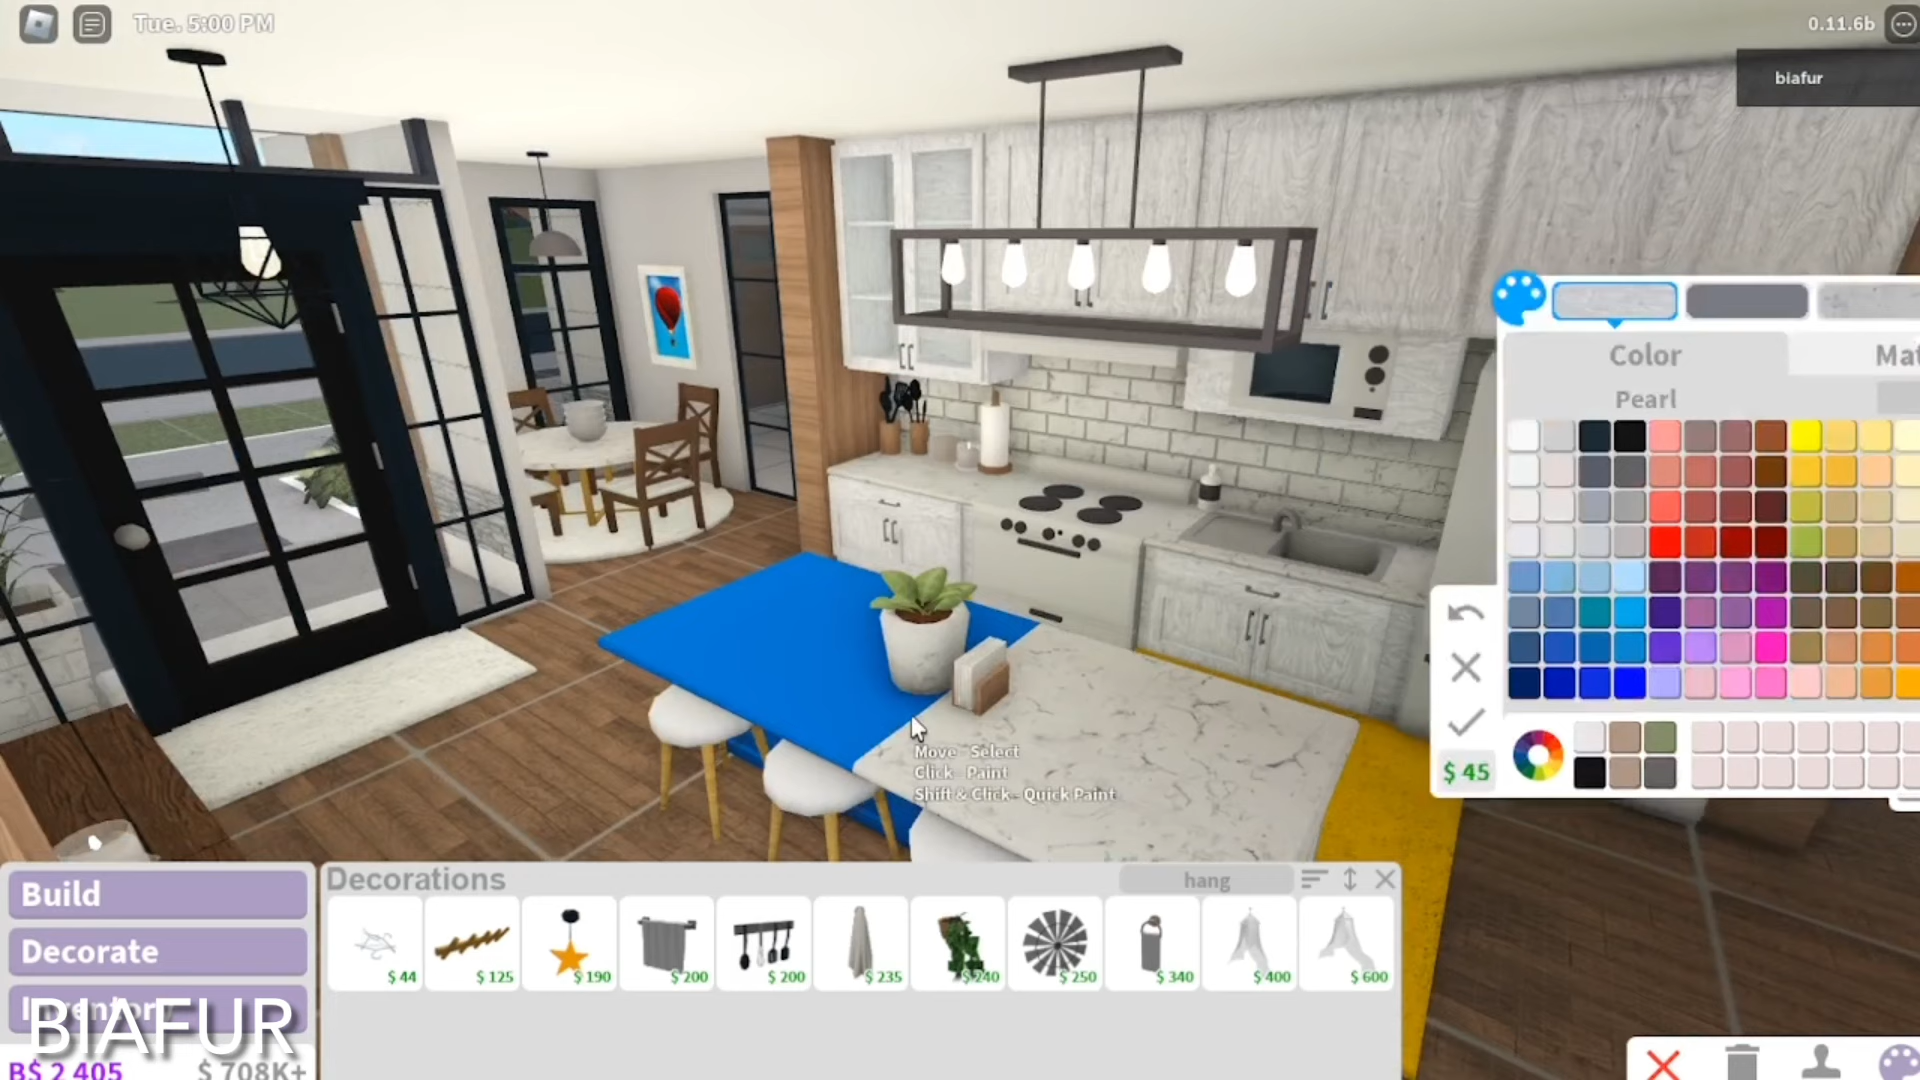 Tue. 5:00 PM
0.11.6b
biafur
Color
Mat
Pearl
Move - Select
Click - Paint
Shift & Click - Quick Paint
$ 45
Build
Decorate
Inventory
BIAFUR
B$ 2 405
$ 708K+
Decorations
hang
$ 44
$ 125
$ 190
$ 200
$ 200
$ 235
$ 240
$ 250
$ 340
$ 400
$ 600